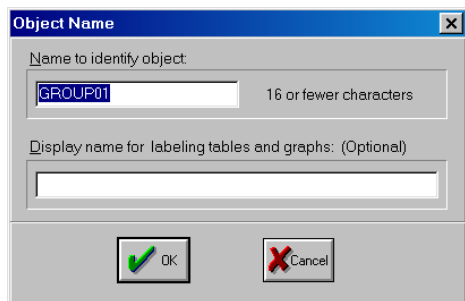 Object Name
Name to identify object:
GROUP01 16 or fewer characters
Display name for labeling tables and graphs: (Optional)
OK Cancel